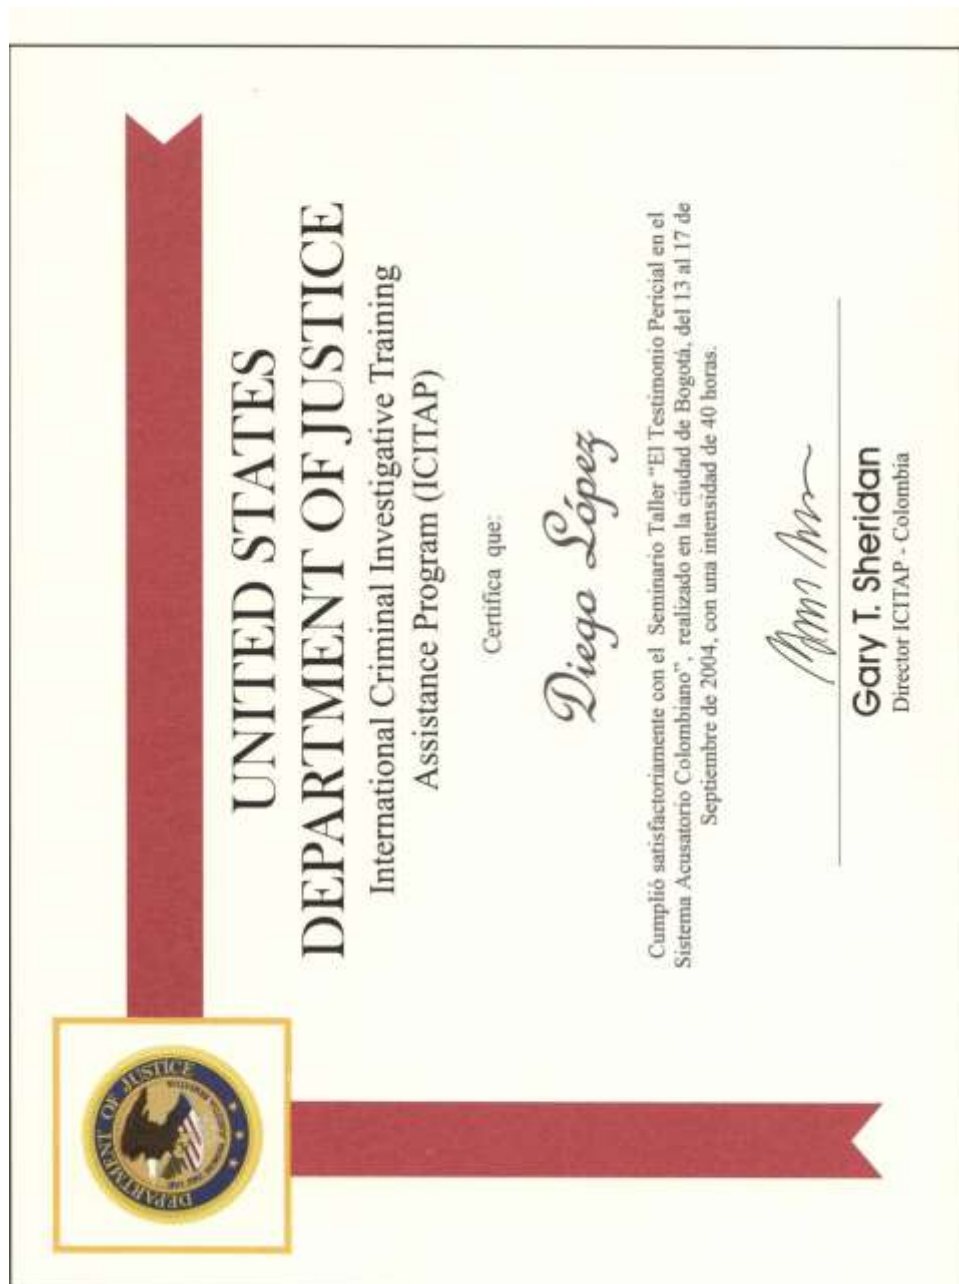 UNITED STATES
DEPARTMENT OF JUSTICE
International Criminal Investigative Training
Assistance Program (ICITAP)
Certifica que:
Diego López
Cumplió satisfactoriamente con el Seminario Taller "El Testimonio Pericial en el
Sistema Acusatorio Colombiano", realizado en la ciudad de Bogotá, del 13 al 17 de
Septiembre de 2004, con una intensidad de 40 horas.
Gary T. Sheridan
Director ICITAP - Colombia
DEPARTMENT OF JUSTICE